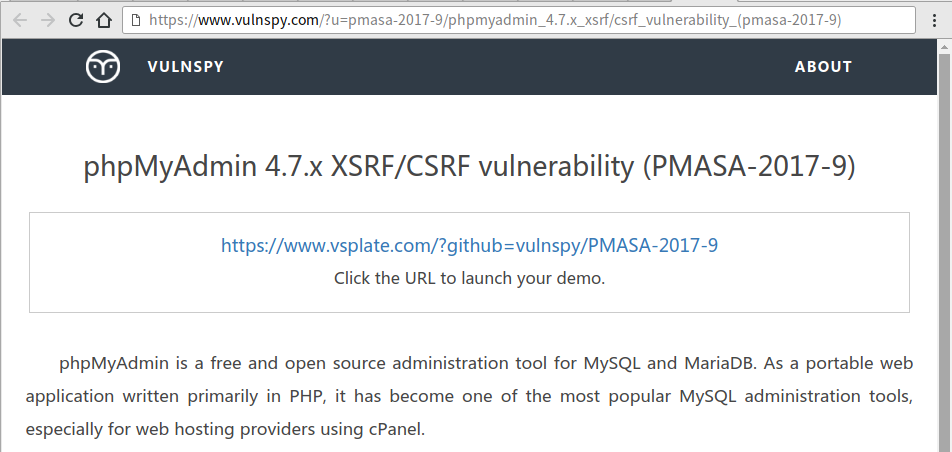 https://www.vulnspy.com/?u=pmasa-2017-9/phpmyadmin_4.7.x_xsrf/csrf_vulnerability_(pmasa-2017-9)
VULNSPY ABOUT
phpMyAdmin 4.7.x XSRF/CSRF vulnerability (PMASA-2017-9)
https://www.vsplate.com/?github=vulnspy/PMASA-2017-9
Click the URL to launch your demo.
phpMyAdmin is a free and open source administration tool for MySQL and MariaDB. As a portable web
application written primarily in PHP, it has become one of the most popular MySQL administration tools,
especially for web hosting providers using cPanel.